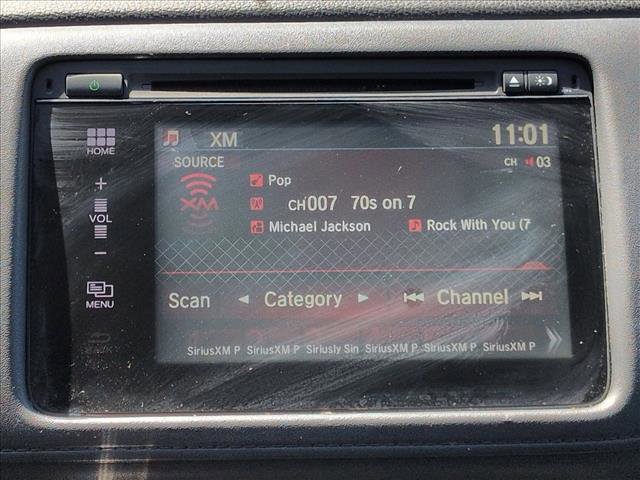 XM 11:01
HOME
SOURCE CH 03
Pop
XM
CH007 70s on 7
Michael Jackson Rock With You (7
+
VOL
−
MENU
Scan Category Channel
SiriusXM P SiriusXM P Siriusly Sin SiriusXM P SiriusXM P SiriusXM P